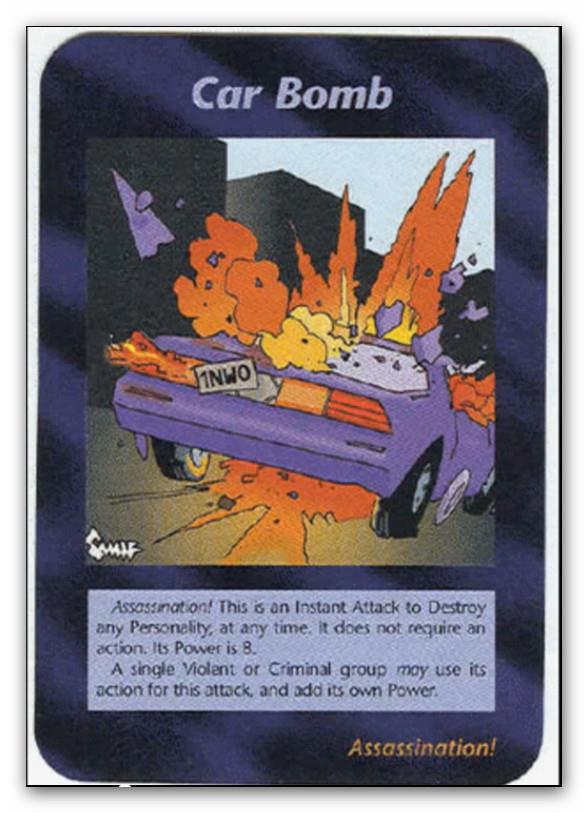 Car Bomb
1NWO
Assassination! This is an Instant Attack to Destroy
any Personality, at any time. It does not require an
action. Its Power is 8.
A single Violent or Criminal group may use its
action for this attack, and add its own Power.
Assassination!